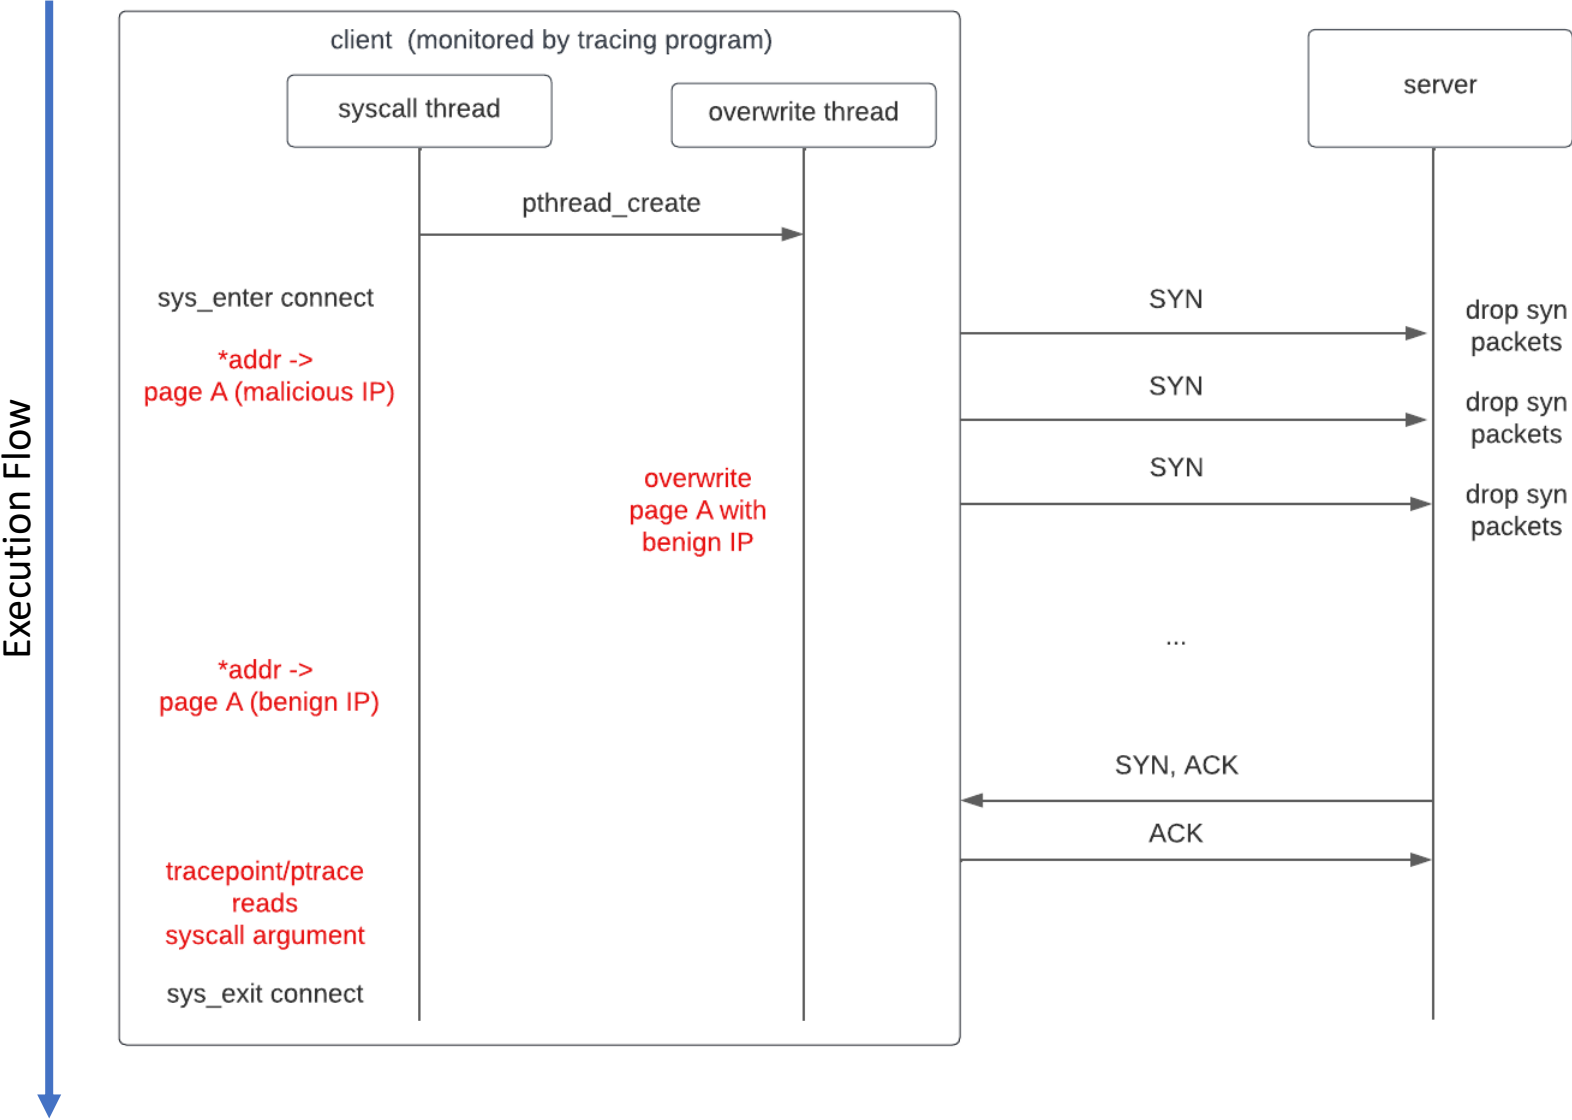 client (monitored by tracing program)
syscall thread
overwrite thread
server
pthread_create
sys_enter connect
SYN
drop syn
packets
*addr ->
page A (malicious IP)
SYN
drop syn
packets
SYN
overwrite
page A with
benign IP
drop syn
packets
Execution Flow
...
*addr ->
page A (benign IP)
SYN, ACK
ACK
tracepoint/ptrace
reads
syscall argument
sys_exit connect